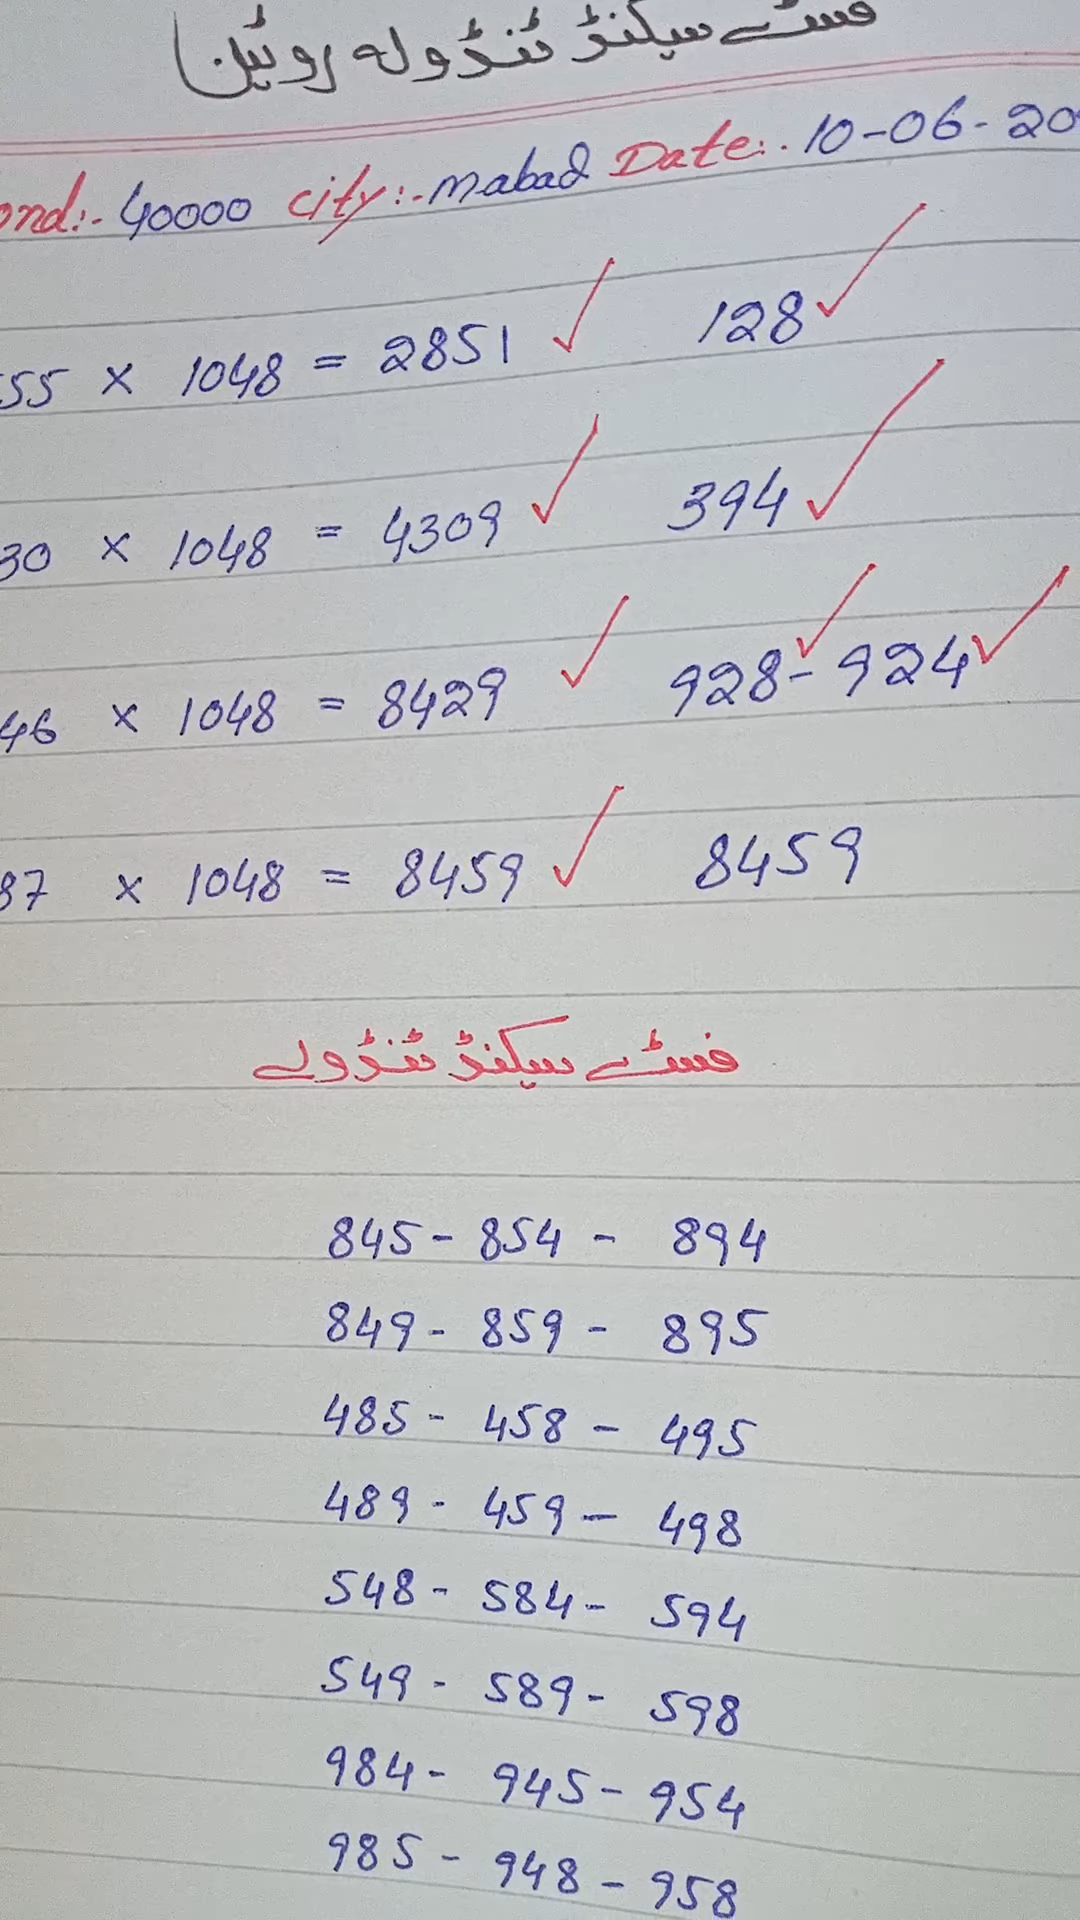 فسٹ سیکنڈ ٹنڈولہ روٹین
ond:- 40000 City:- Mabad Date:- 10-06-20
55 × 1048 = 2851 ✓ 128 ✓
30 × 1048 = 4309 ✓ 394 ✓
46 × 1048 = 8429 ✓ 928 ✓ - 924 ✓
87 × 1048 = 8459 ✓ 8459
فسٹ سیکنڈ ٹنڈولے
845 - 854 - 894
849 - 859 - 895
485 - 458 - 495
489 - 459 - 498
548 - 584 - 594
549 - 589 - 598
984 - 945 - 954
985 - 948 - 958